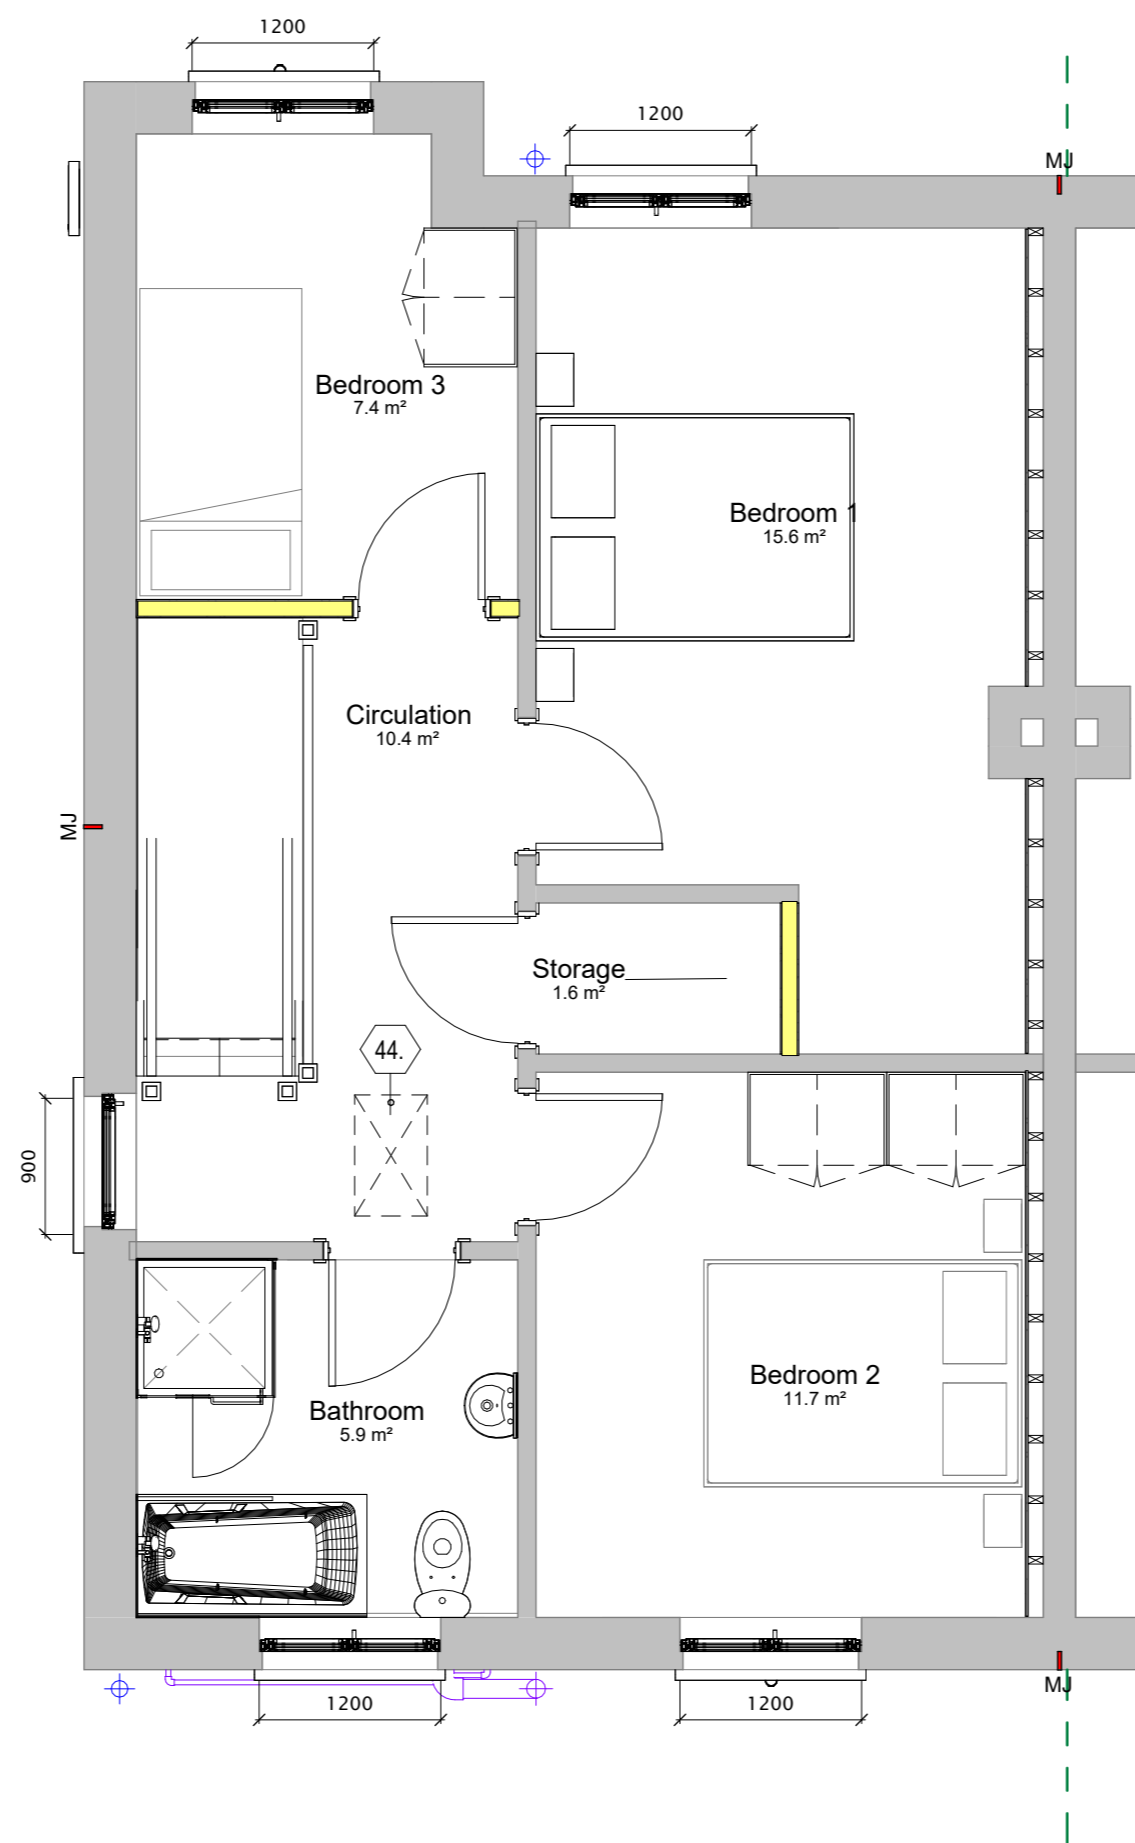 1200
1200
MJ
Bedroom 3
7.4 m²
Bedroom 1
15.6 m²
Circulation
10.4 m²
MJ
Storage
1.6 m²
44.
900
Bedroom 2
11.7 m²
Bathroom
5.9 m²
MJ
1200
1200